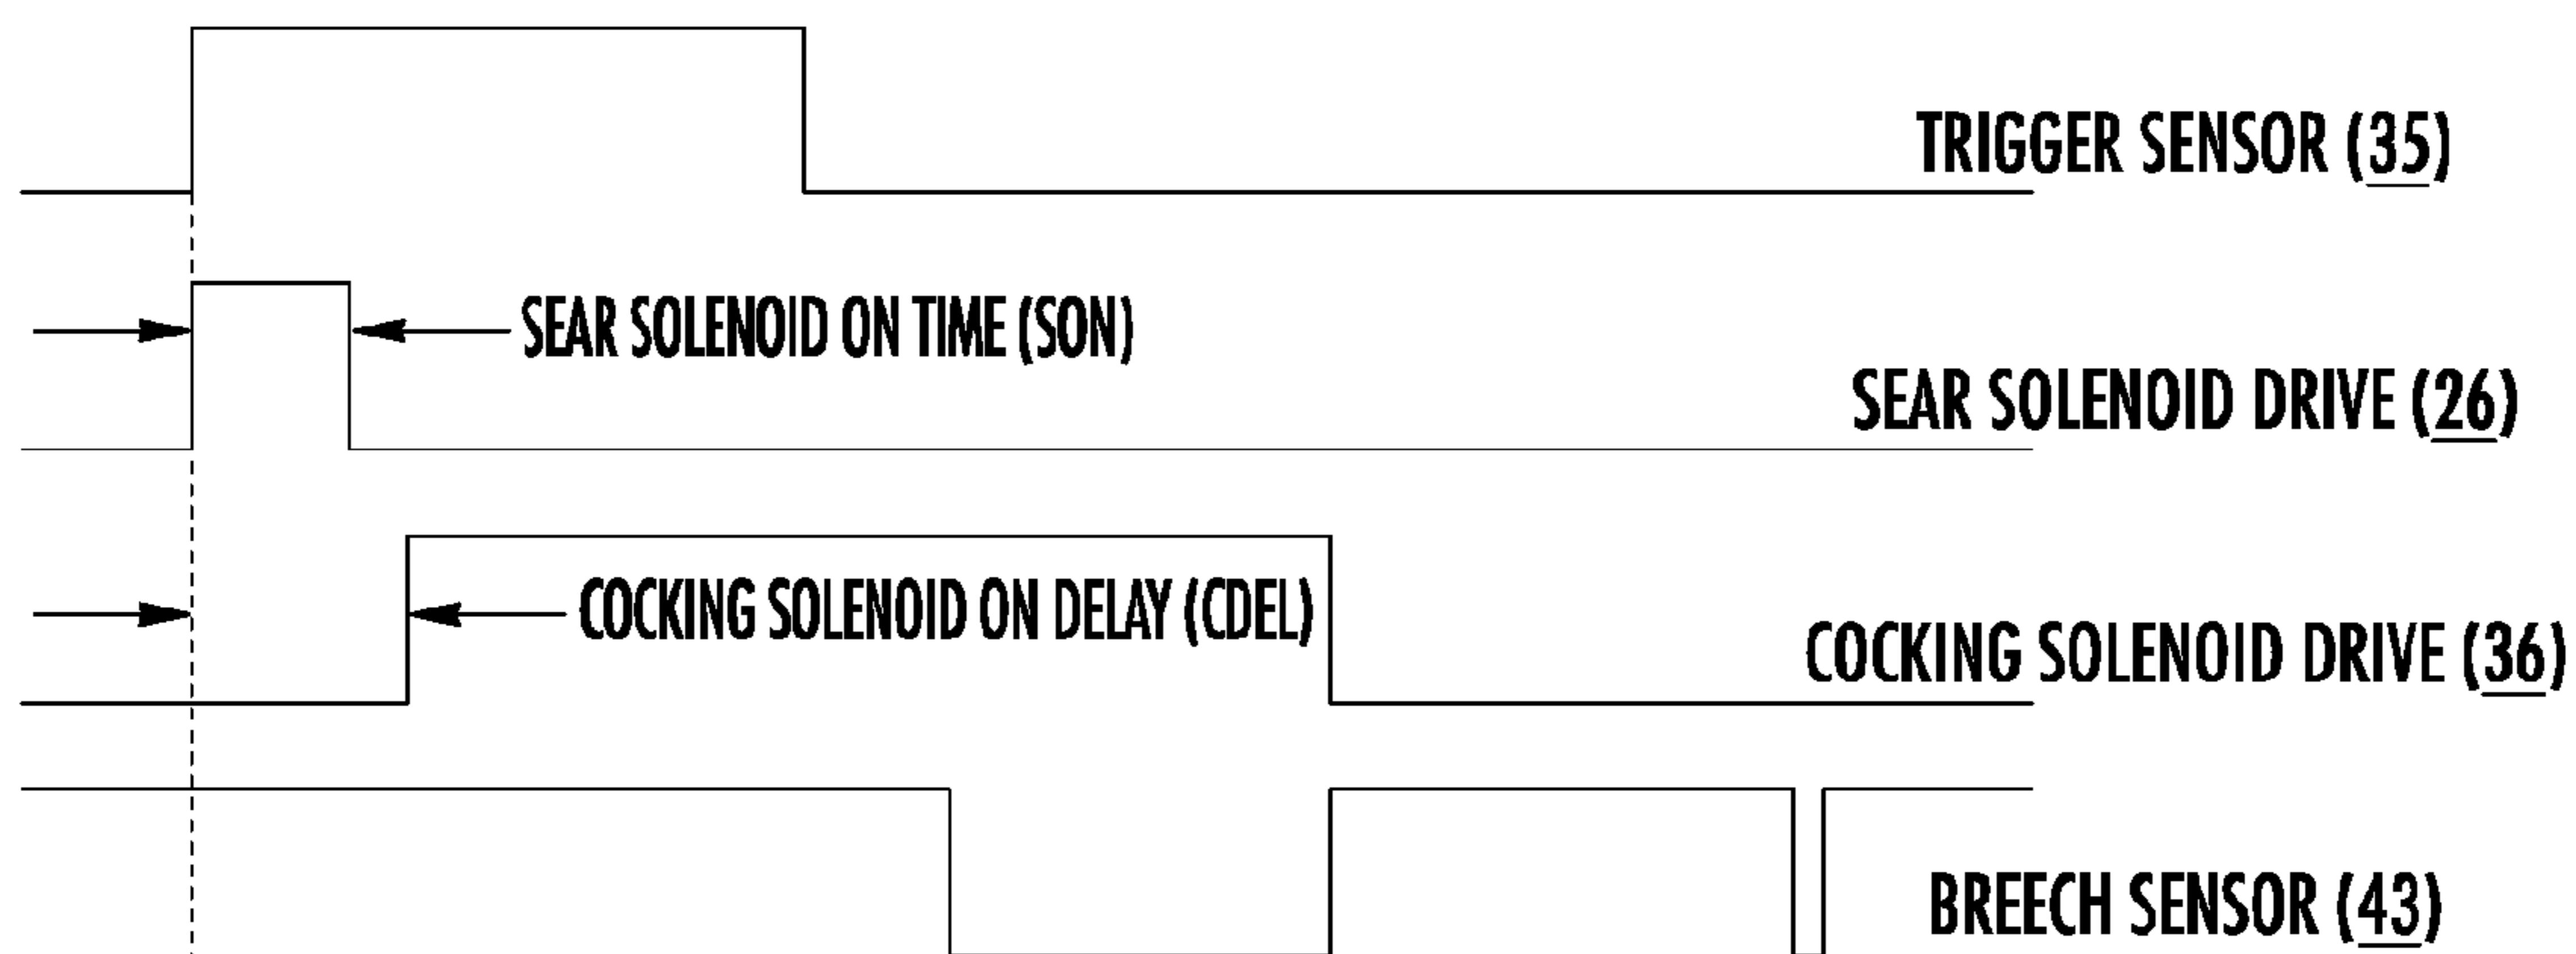 TRIGGER SENSOR (35)
SEAR SOLENOID ON TIME (SON)
SEAR SOLENOID DRIVE (26)
COCKING SOLENOID ON DELAY (CDEL)
COCKING SOLENOID DRIVE (36)
BREECH SENSOR (43)